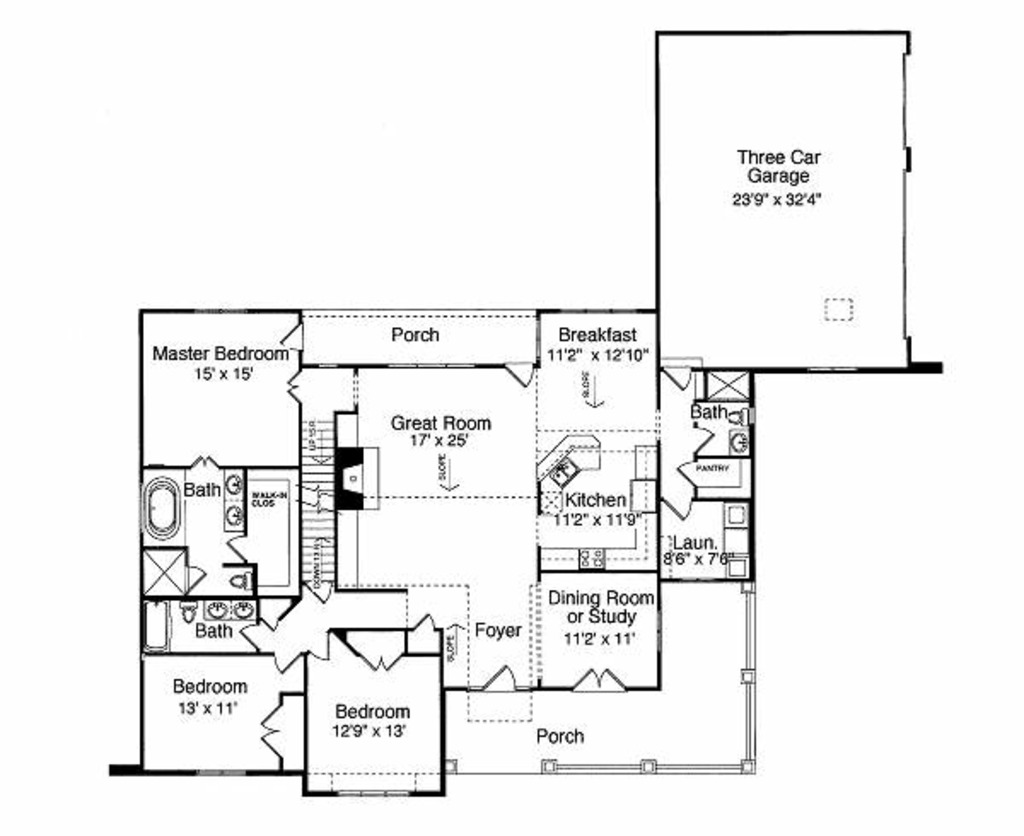 Three Car
Garage
23'9" x 32'4"
Porch
Breakfast
11'2" x 12'10"
SLOPE
Master Bedroom
15' x 15'
Great Room
17' x 25'
SLOPE
UP 15 R
Bath
PANTRY
Bath
WALK-IN
CLOS
Kitchen
11'2" x 11'9"
Laun.
8'6" x 7'6"
DOWN 13 R
Dining Room
or Study
11'2' x 11'
Foyer
SLOPE
Bath
Bedroom
13' x 11'
Bedroom
12'9" x 13'
Porch